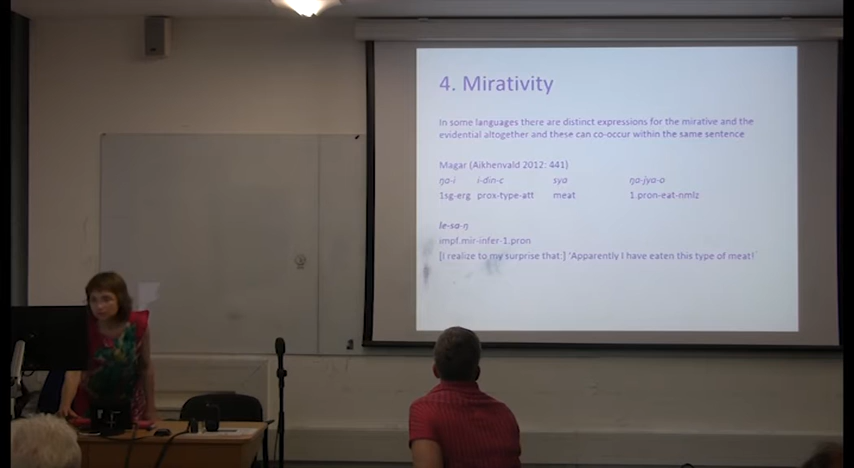 4. Mirativity
In some languages there are distinct expressions for the mirative and the
evidential altogether and these can co-occur within the same sentence
Magar (Aikhenvald 2012: 441)
ŋa-i i-din-c sya ŋa-jya-o
1sg-erg prox-type-att meat 1.pron-eat-nmlz
le-sa-ŋ
impf.mir-infer-1.pron
[I realize to my surprise that:] 'Apparently I have eaten this type of meat!'